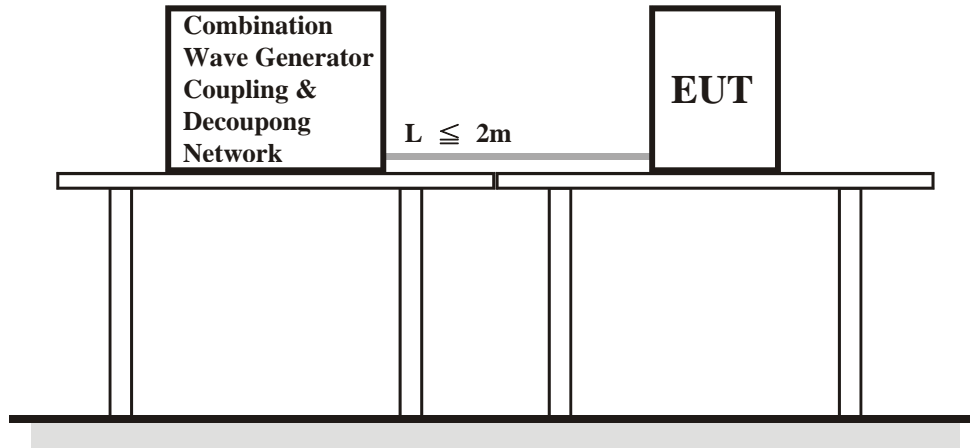 Combination
Wave Generator
Coupling &
Decoupong
Network
L ≦ 2m
EUT